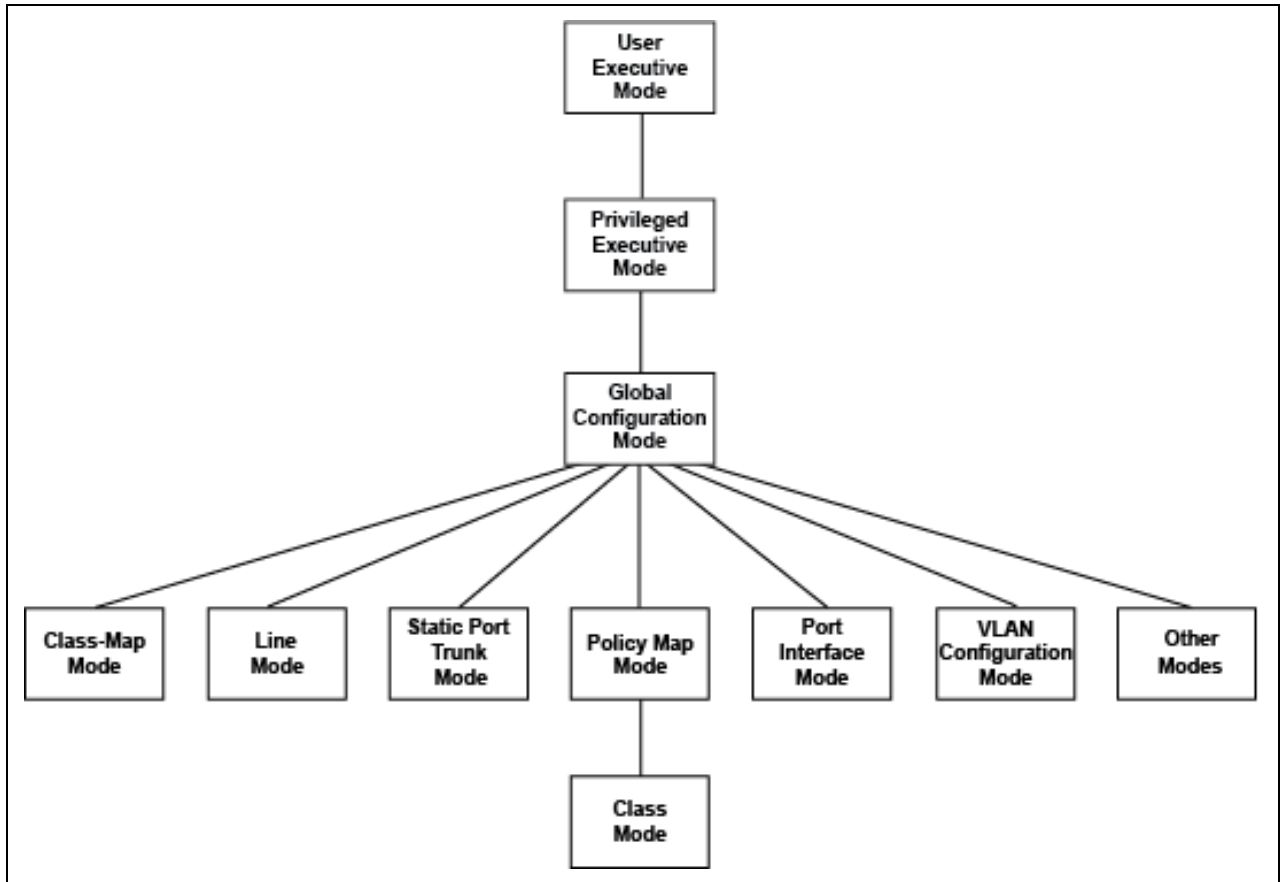 User
Executive
Mode
Privileged
Executive
Mode
Global
Configuration
Mode
Class-Map
Mode
Line
Mode
Static Port
Trunk
Mode
Policy Map
Mode
Port
Interface
Mode
VLAN
Configuration
Mode
Other
Modes
Class
Mode